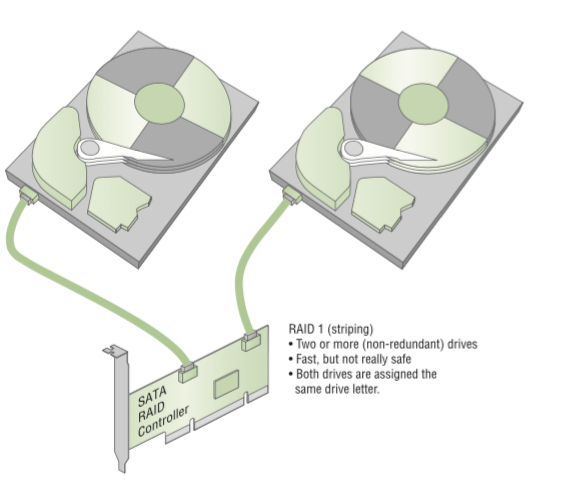 RAID 1 (striping)
• Two or more (non-redundant) drives
• Fast, but not really safe
• Both drives are assigned the
same drive letter.
SATA
RAID
Controller